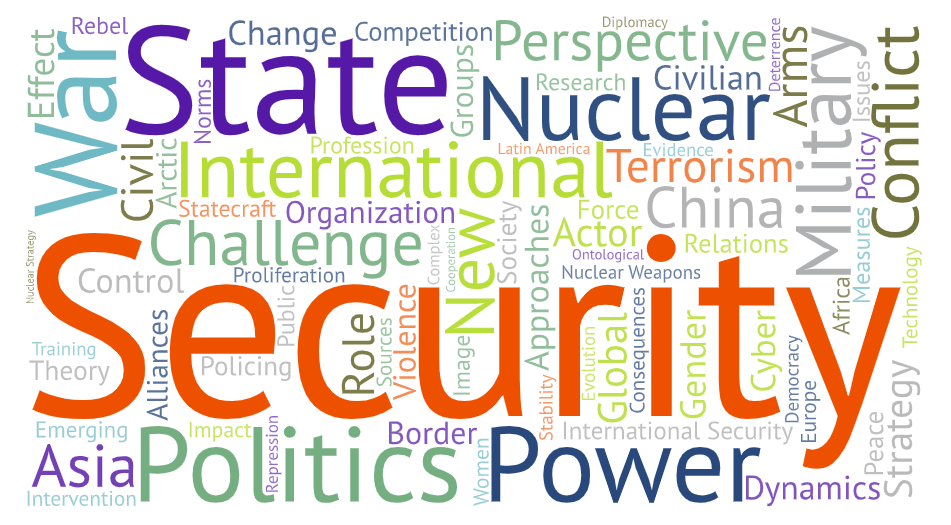 Rebel
Change
Competition
Diplomacy
Perspective
Deterrence
Effect
War
State
Norms
Groups
Research
Civilian
Nuclear
Arms
Military
Issues
Conflict
Civil
Arctic
Profession
International
Latin America
Evidence
Terrorism
Policy
Statecraft
Organization
Society
Force
China
Challenge
New
Approaches
Actor
Relations
Measures
Nuclear Strategy
Complex
Cooperation
Ontological
Control
Proliferation
Nuclear Weapons
Africa
Technology
Security
Public
Training
Theory
Alliances
Policing
Role
Sources
Violence
Image
Evolution
Global
Consequences
Gender
Cyber
Democracy
Europe
Stability
Strategy
Peace
Emerging
Impact
Repression
Border
Women
International Security
Asia
Politics
Power
Dynamics
Intervention